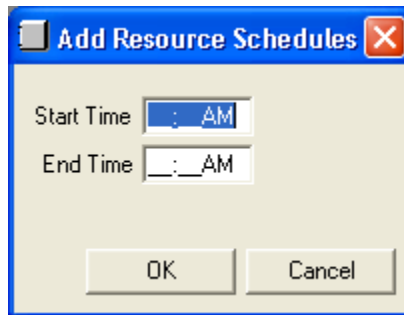 Add Resource Schedules
Start Time __:__AM
End Time __:__AM
OK Cancel